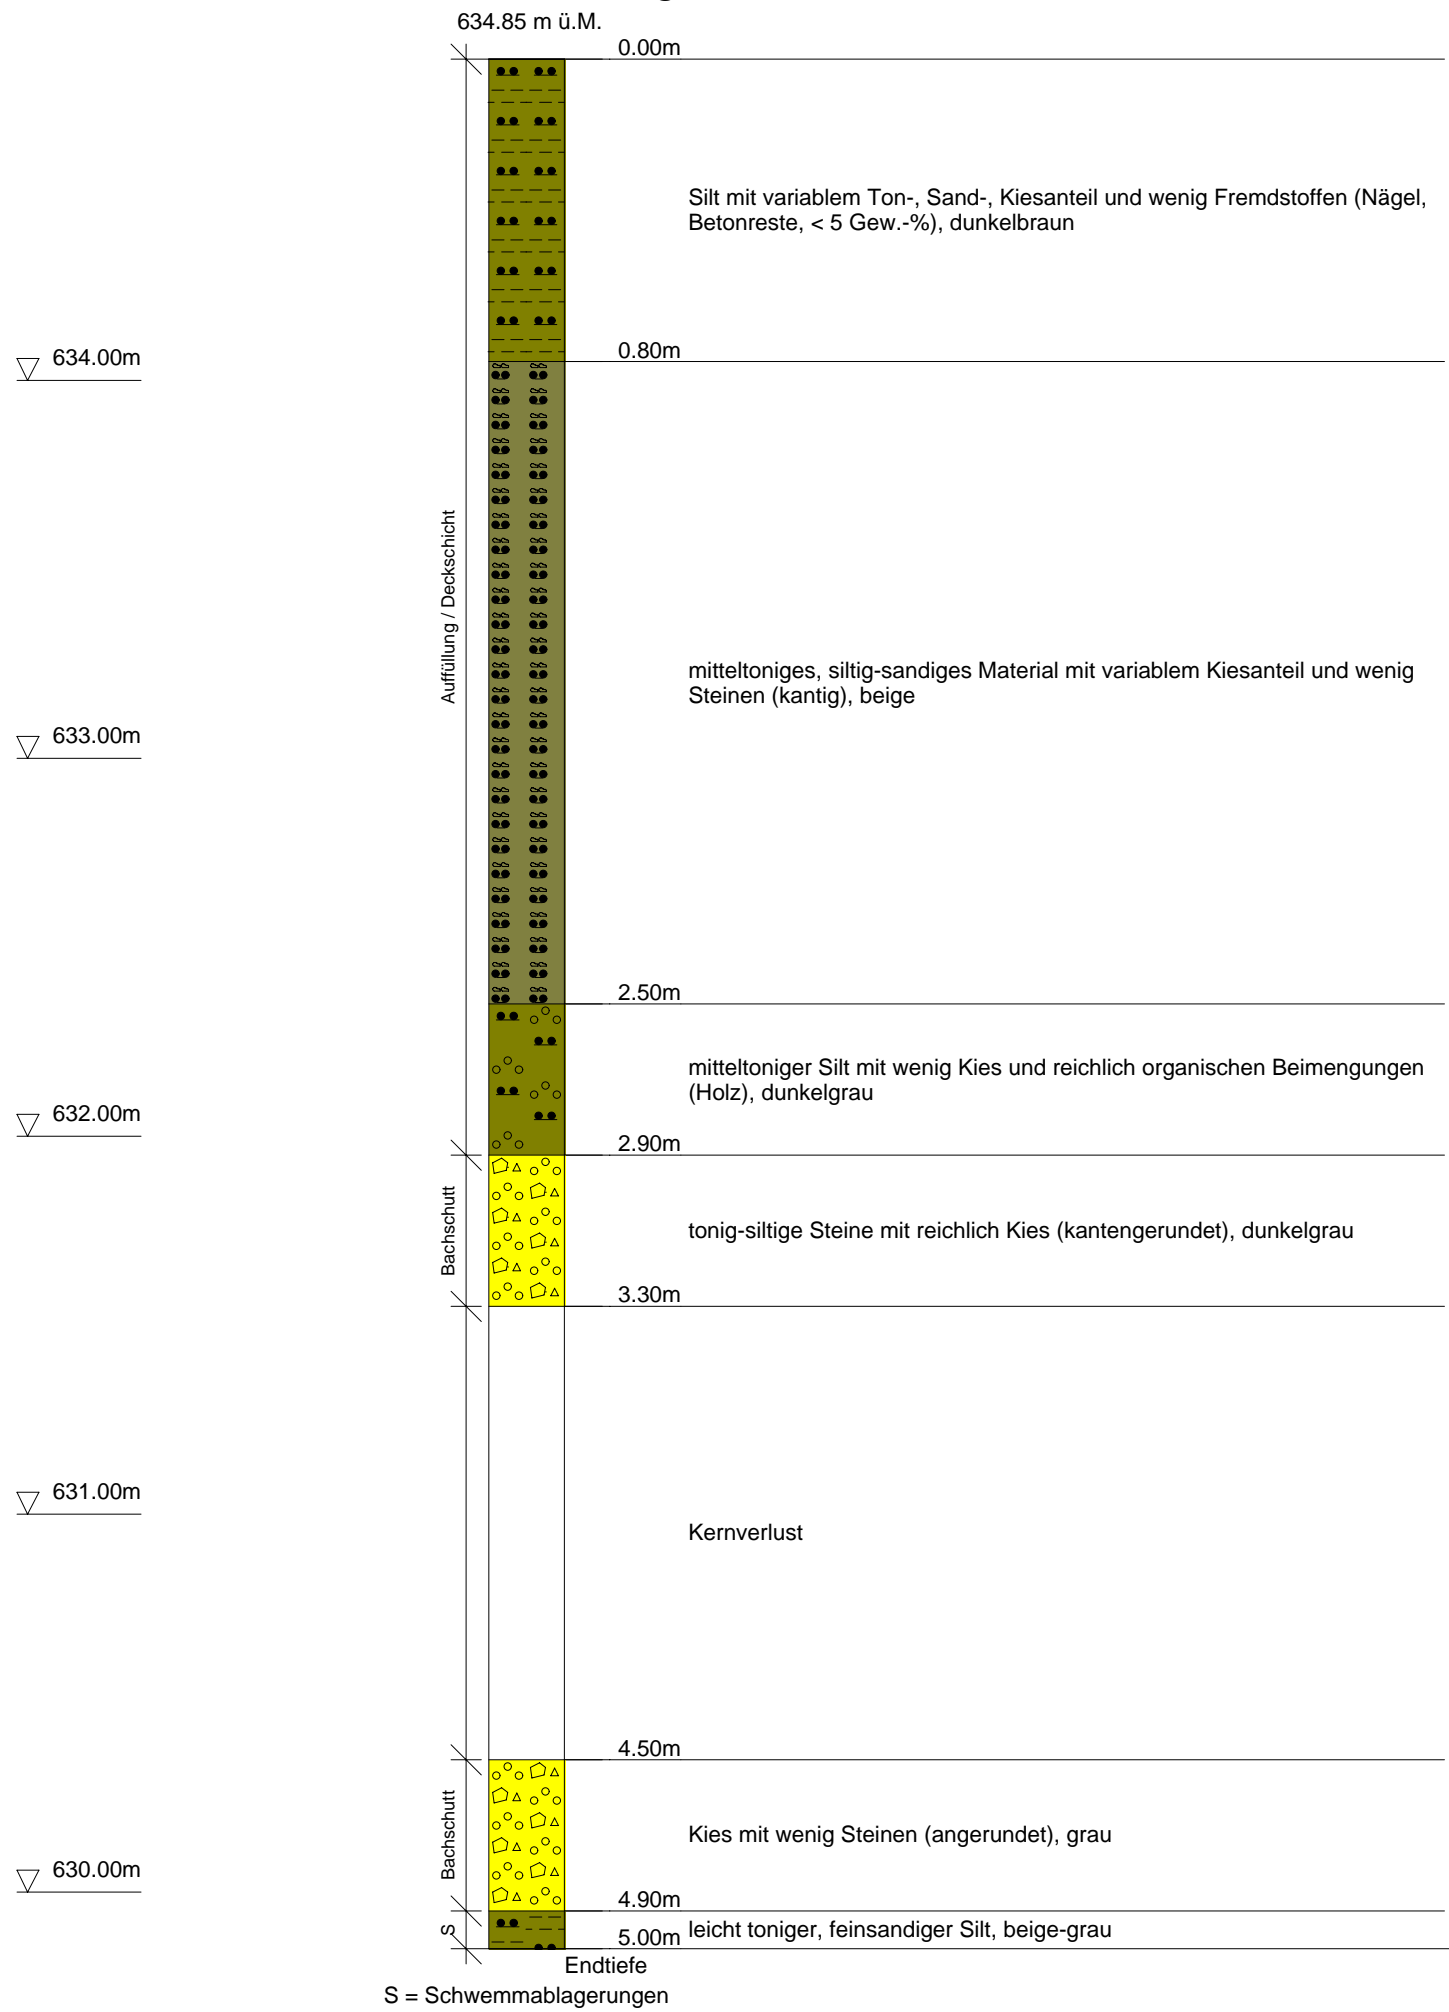 634.85 m ü.M.
0.00m
Silt mit variablem Ton-, Sand-, Kiesanteil und wenig Fremdstoffen (Nägel,
Betonreste, < 5 Gew.-%), dunkelbraun
634.00m
0.80m
Auffüllung / Deckschicht
mitteltoniges, siltig-sandiges Material mit variablem Kiesanteil und wenig
Steinen (kantig), beige
633.00m
2.50m
mitteltoniger Silt mit wenig Kies und reichlich organischen Beimengungen
(Holz), dunkelgrau
632.00m
2.90m
Bachschutt
tonig-siltige Steine mit reichlich Kies (kantengerundet), dunkelgrau
3.30m
631.00m
Kernverlust
4.50m
Bachschutt
Kies mit wenig Steinen (angerundet), grau
630.00m
4.90m
S
leicht toniger, feinsandiger Silt, beige-grau
5.00m
Endtiefe
S = Schwemmablagerungen